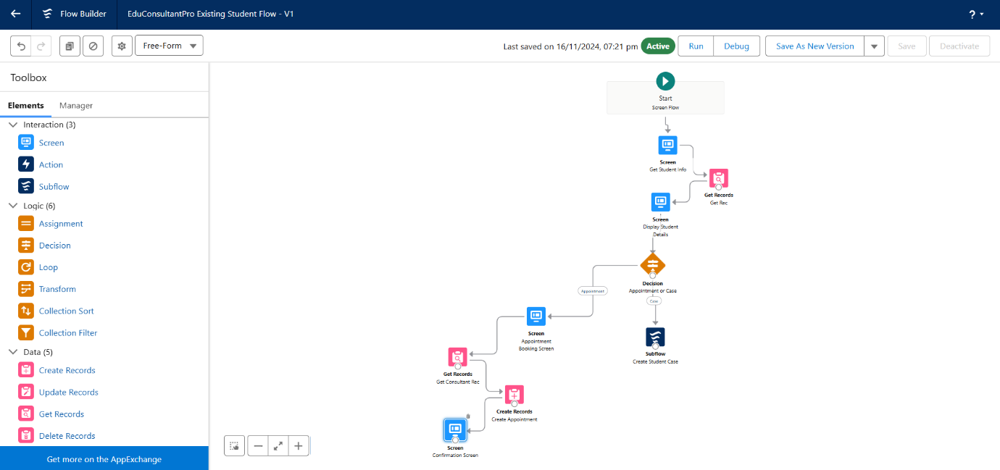 Flow Builder
EduConsultantPro Existing Student Flow - V1
?
Free-Form
Last saved on 16/11/2024, 07:21 pm
Active
Run
Debug
Save As New Version
Save
Deactivate
Toolbox
Elements
Manager
Interaction (3)
Screen
Action
Subflow
Logic (6)
Assignment
Decision
Loop
Transform
Collection Sort
Collection Filter
Data (5)
Create Records
Update Records
Get Records
Delete Records
Get more on the AppExchange
Start
Screen Flow
Screen
Get Student Info
Get Records
Get Rec
Screen
Display Student
Details
Decision
Appointment or Case
Appointment
Case
Screen
Appointment
Booking Screen
Subflow
Create Student Case
Get Records
Get Consultant Rec
Create Records
Create Appointment
Screen
Confirmation Screen